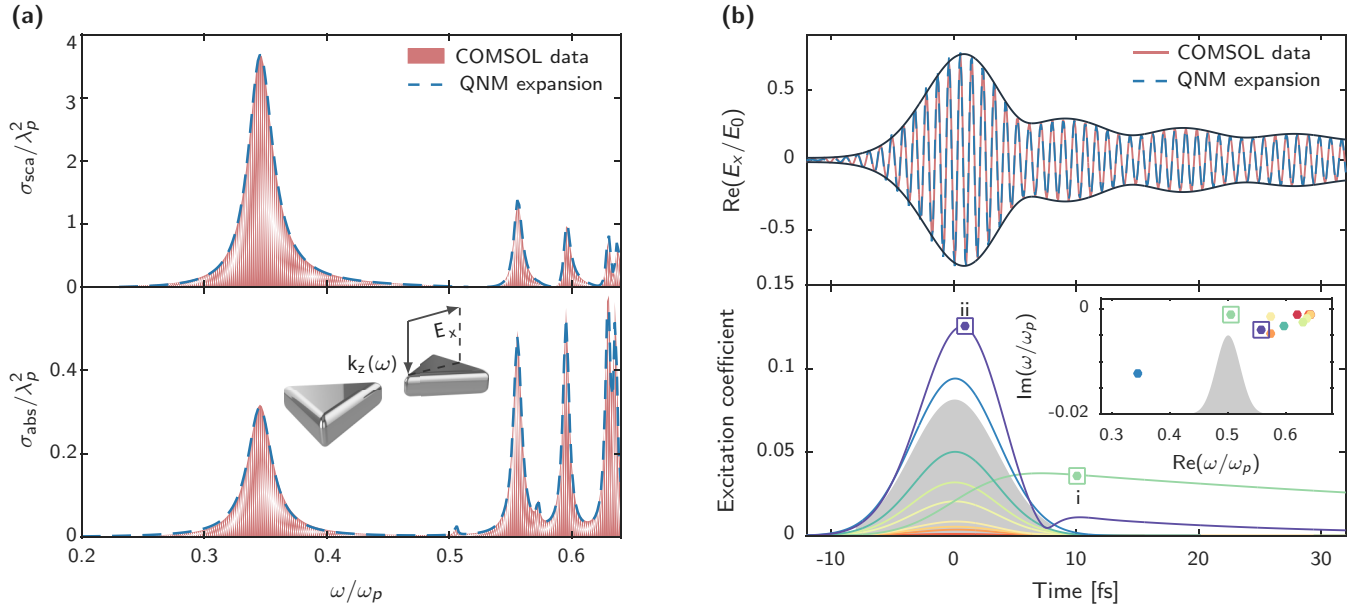 (a)
4
3
2
1
0
σsca/λp²
COMSOL data
QNM expansion
0.4
0.2
0
σabs/λp²
Ex
kz(ω)
0.2
0.3
0.4
0.5
0.6
ω/ωp
(b)
0.5
0
-0.5
Re(Ex/E0)
COMSOL data
QNM expansion
0.15
0.1
0.05
0
Excitation coefficient
ii
i
0
-0.02
Im(ω/ωp)
0.3
0.4
0.5
0.6
Re(ω/ωp)
-10
0
10
20
30
Time [fs]